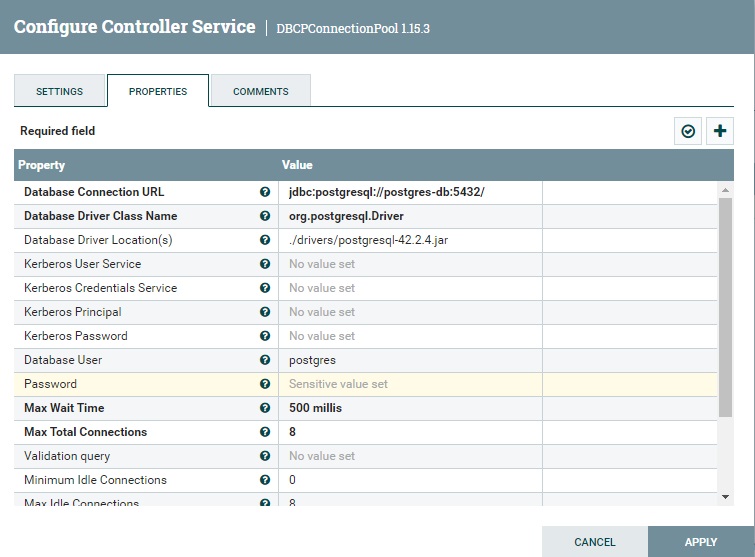 Configure Controller Service | DBCPConnectionPool 1.15.3
SETTINGS PROPERTIES COMMENTS
Required field
Property Value
Database Connection URL jdbc:postgresql://postgres-db:5432/
Database Driver Class Name org.postgresql.Driver
Database Driver Location(s) ./drivers/postgresql-42.2.4.jar
Kerberos User Service No value set
Kerberos Credentials Service No value set
Kerberos Principal No value set
Kerberos Password No value set
Database User postgres
Password Sensitive value set
Max Wait Time 500 millis
Max Total Connections 8
Validation query No value set
Minimum Idle Connections 0
Max Idle Connections 8
CANCEL APPLY